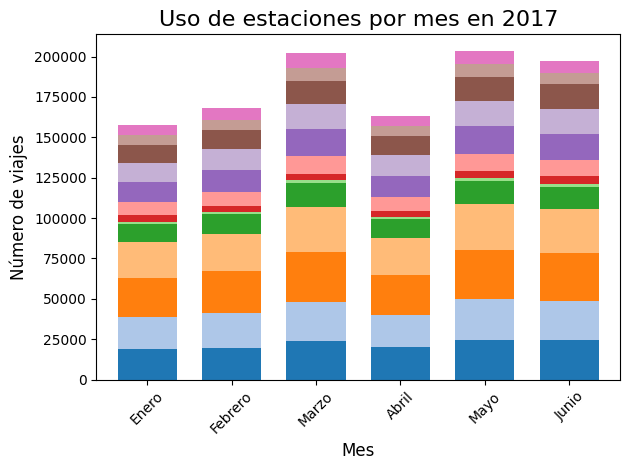 Uso de estaciones por mes en 2017
Número de viajes
200000
175000
150000
125000
100000
75000
50000
25000
0
Enero
Febrero
Marzo
Abril
Mayo
Junio
Mes